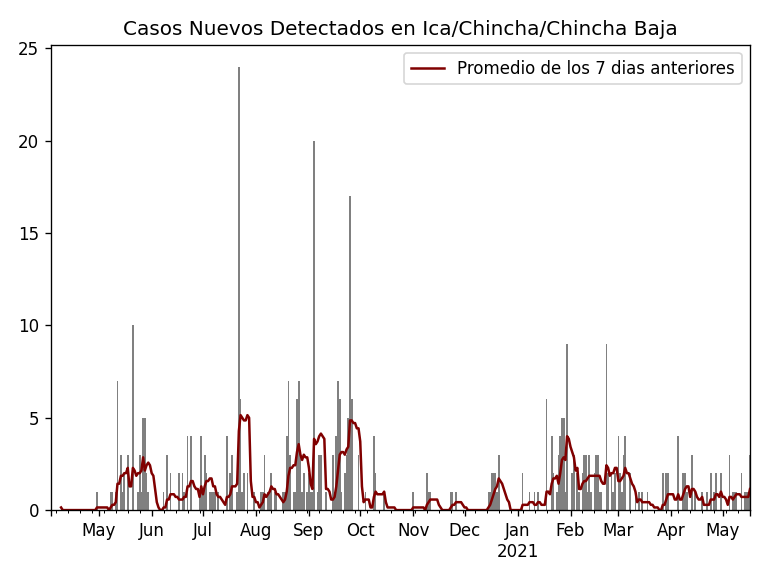 Casos Nuevos Detectados en Ica/Chincha/Chincha Baja
Promedio de los 7 dias anteriores
25
20
15
10
5
0
May Jun Jul Aug Sep Oct Nov Dec Jan Feb Mar Apr May
2021